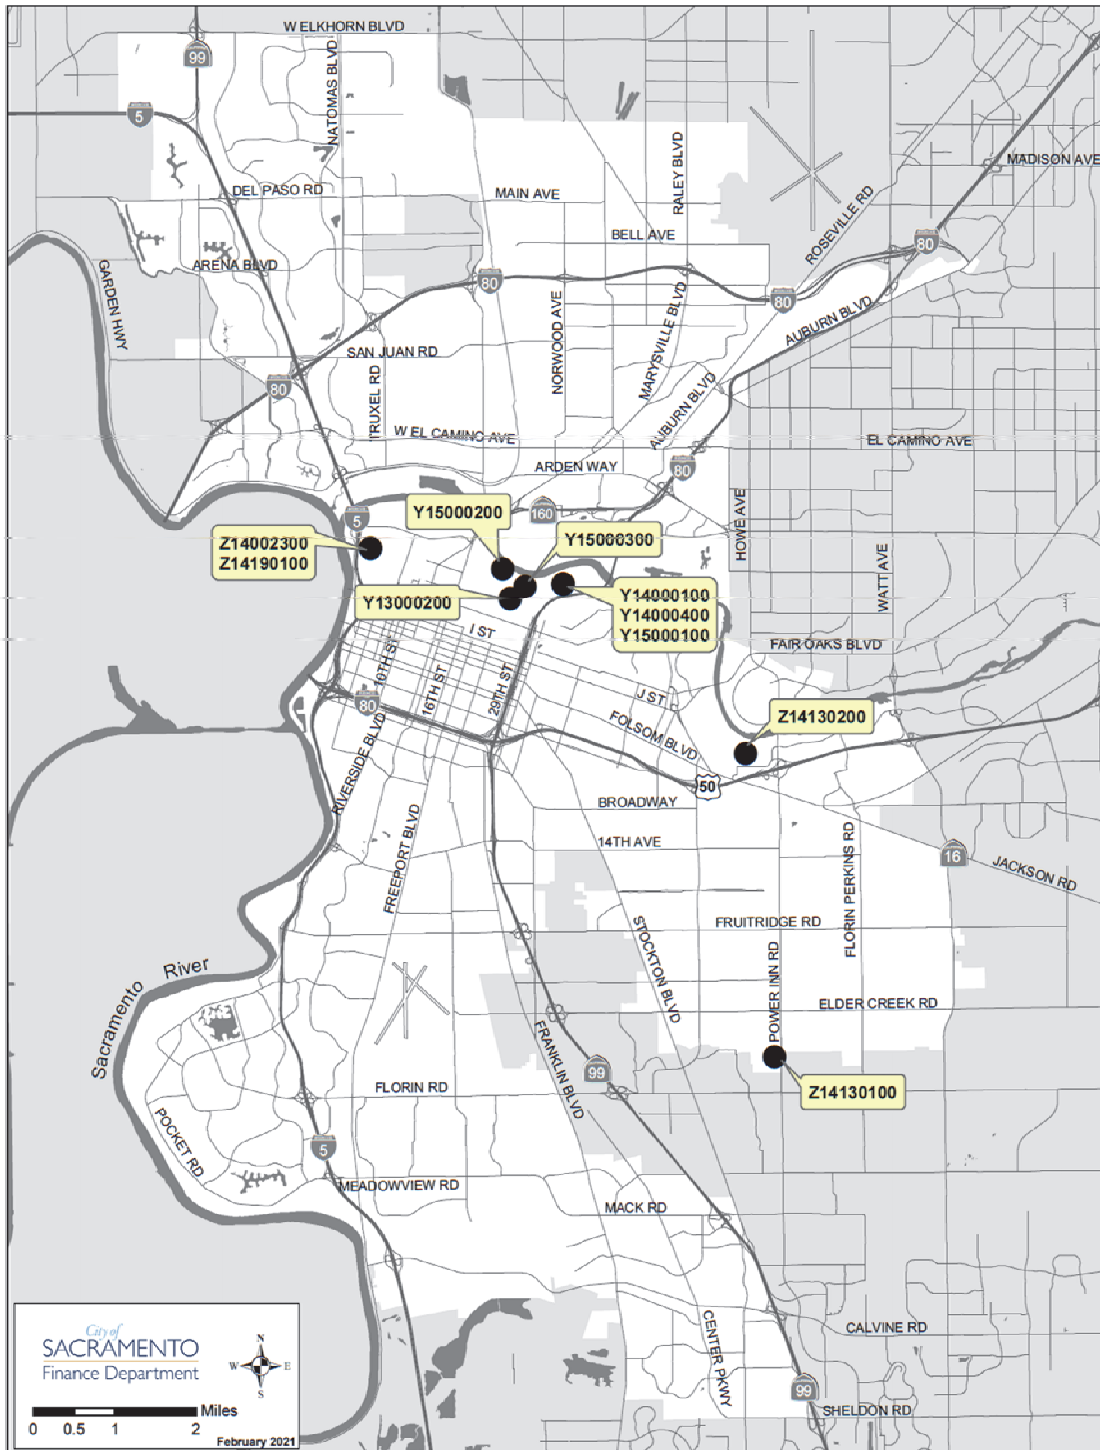 W ELKHORN BLVD
99
NATOMAS BLVD
5
RALEY BLVD
MADISON AVE
DEL PASO RD
MAIN AVE
ROSEVILLE RD
BELL AVE
80
ARENA BLVD
GARDEN HWY
80
80
NORWOOD AVE
MARYSVILLE BLVD
AUBURN BLVD
SAN JUAN RD
80
TRUXEL RD
AUBURN BLVD
W EL CAMINO AVE
EL CAMINO AVE
ARDEN WAY
80
HOWE AVE
WATT AVE
5
Y15000200
160
Z14002300
Z14190100
Y15000300
Y13000200
Y14000100
Y14000400
Y15000100
I ST
FAIR OAKS BLVD
10TH ST
16TH ST
29TH ST
J ST
80
FOLSOM BLVD
Z14130200
RIVERSIDE BLVD
50
BROADWAY
FREEPORT BLVD
14TH AVE
FLORIN PERKINS RD
16
JACKSON RD
FRUITRIDGE RD
STOCKTON BLVD
POWER INN RD
Sacramento River
ELDER CREEK RD
FRANKLIN BLVD
99
FLORIN RD
Z14130100
POCKET RD
5
MEADOWVIEW RD
MACK RD
CENTER PKWY
CALVINE RD
99
SHELDON RD
City of
SACRAMENTO
Finance Department
N
W E
S
Miles
0 0.5 1 2
February 2021